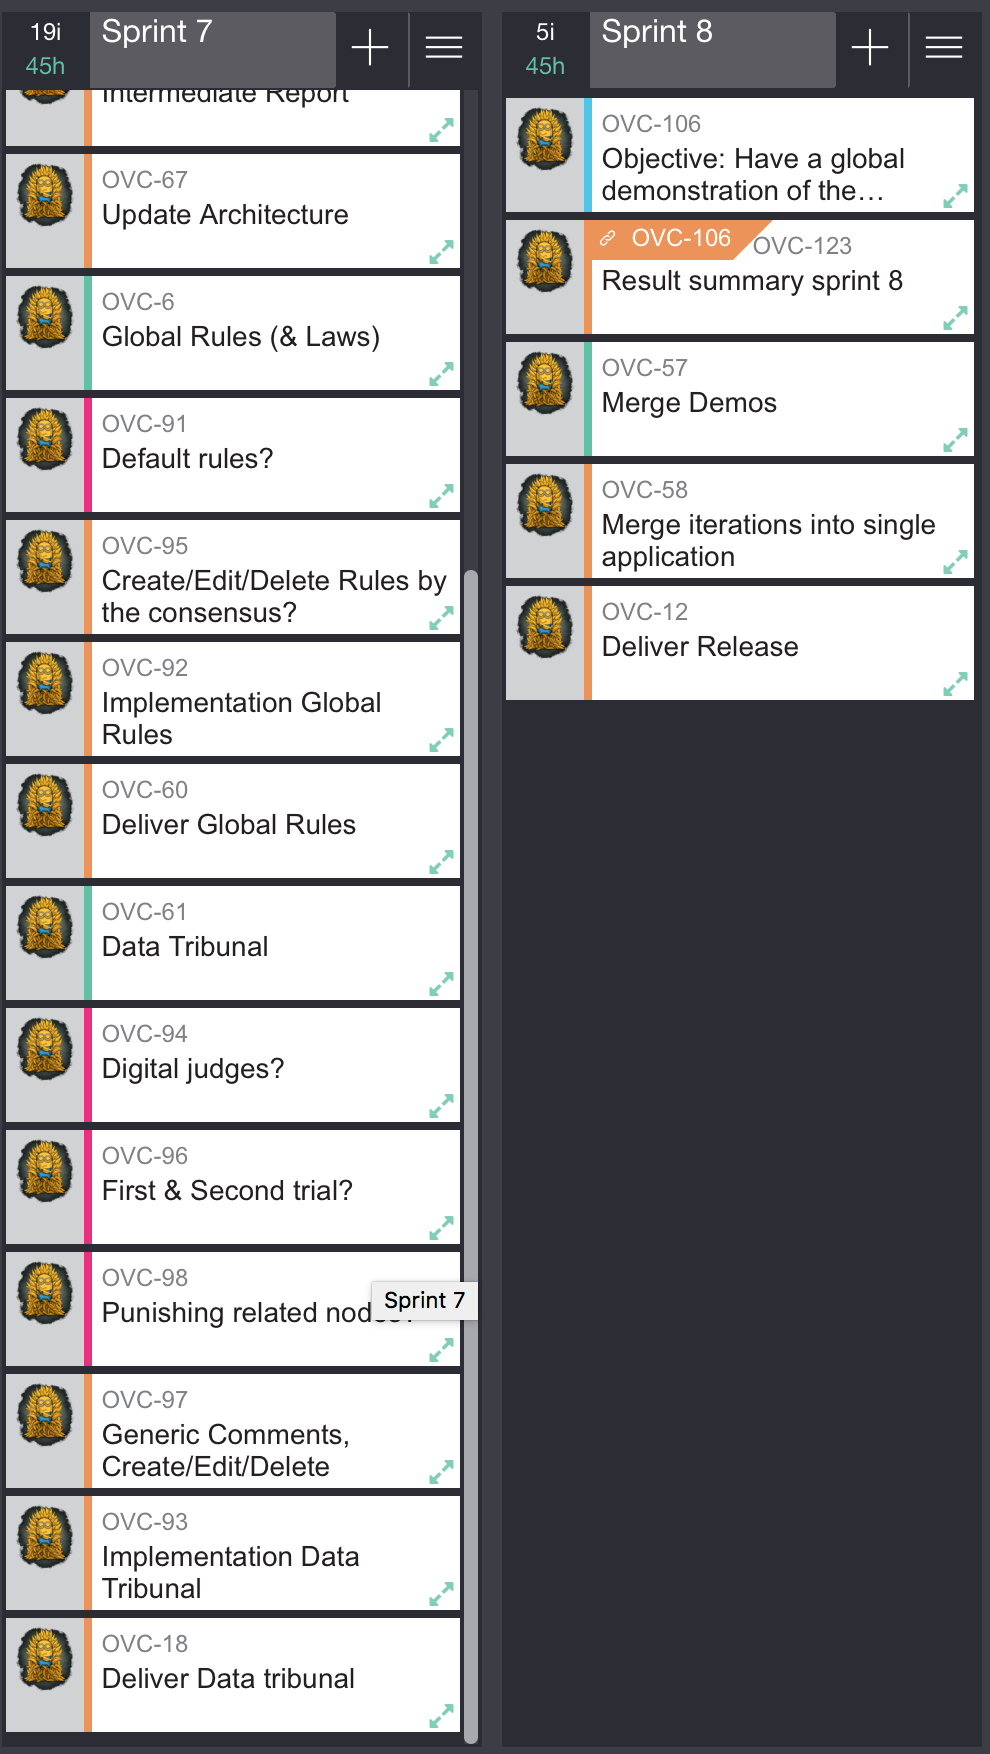 19i
Sprint 7
45h
Intermediate Report
OVC-67
Update Architecture
OVC-6
Global Rules (& Laws)
OVC-91
Default rules?
OVC-95
Create/Edit/Delete Rules by
the consensus?
OVC-92
Implementation Global
Rules
OVC-60
Deliver Global Rules
OVC-61
Data Tribunal
OVC-94
Digital judges?
OVC-96
First & Second trial?
OVC-98
Punishing related
Sprint 7
OVC-97
Generic Comments,
Create/Edit/Delete
OVC-93
Implementation Data
Tribunal
OVC-18
Deliver Data tribunal
5i
Sprint 8
45h
OVC-106
Objective: Have a global
demonstration of the…
OVC-106
OVC-123
Result summary sprint 8
OVC-57
Merge Demos
OVC-58
Merge iterations into single
application
OVC-12
Deliver Release